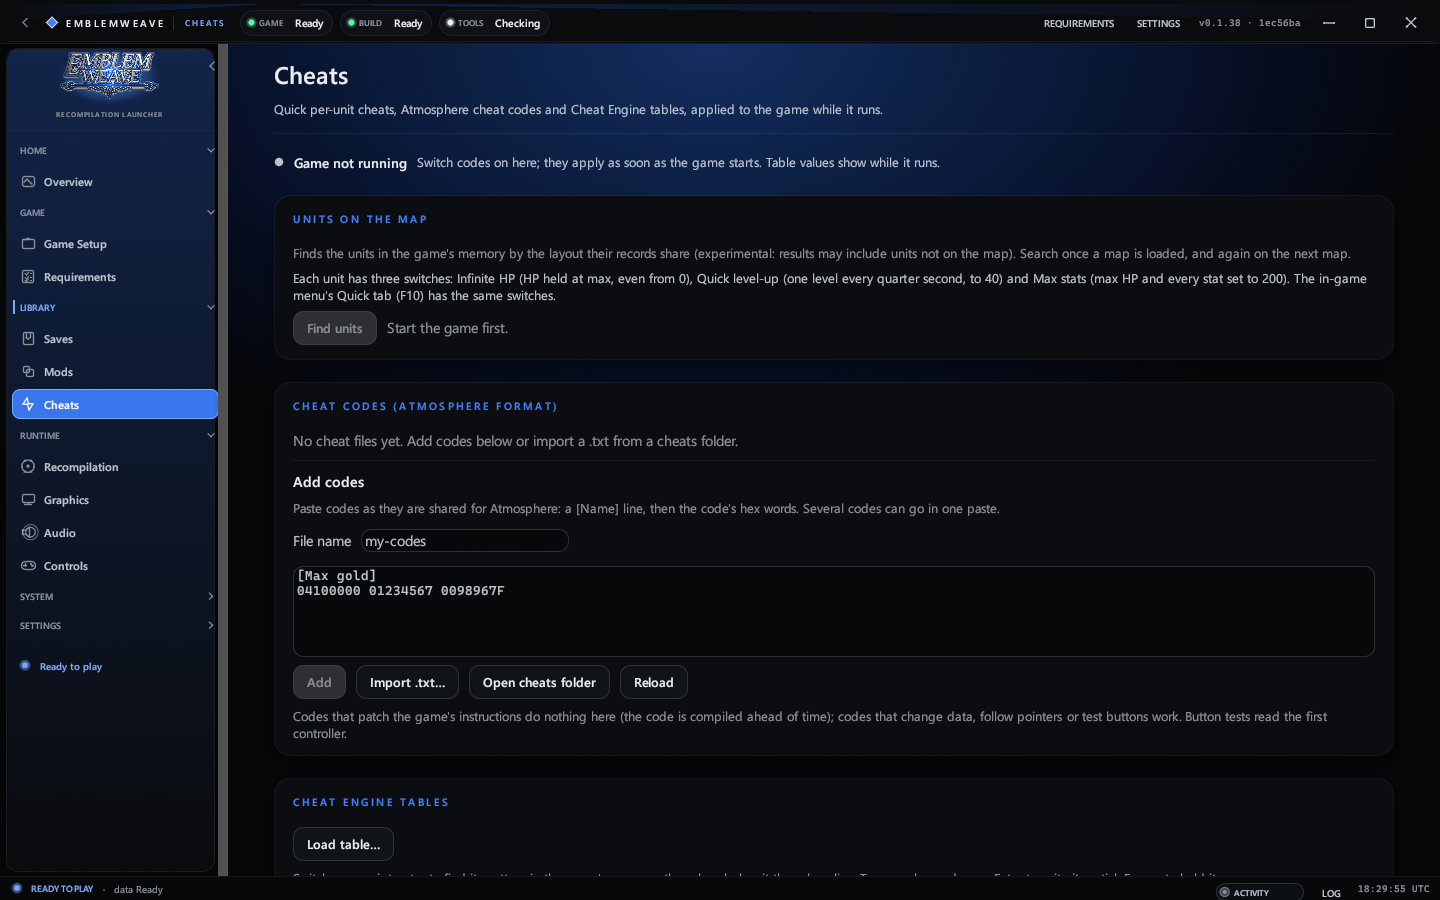 EMBLEMWEAVE
CHEATS
GAME Ready
BUILD Ready
TOOLS Checking
REQUIREMENTS
SETTINGS
v0.1.38 · 1ec56ba
EMBLEM
WEAVE
RECOMPILATION LAUNCHER
HOME
Overview
GAME
Game Setup
Requirements
LIBRARY
Saves
Mods
Cheats
RUNTIME
Recompilation
Graphics
Audio
Controls
SYSTEM
SETTINGS
Ready to play
Cheats
Quick per-unit cheats, Atmosphere cheat codes and Cheat Engine tables, applied to the game while it runs.
Game not running Switch codes on here; they apply as soon as the game starts. Table values show while it runs.
UNITS ON THE MAP
Finds the units in the game's memory by the layout their records share (experimental: results may include units not on the map). Search once a map is loaded, and again on the next map.
Each unit has three switches: Infinite HP (HP held at max, even from 0), Quick level-up (one level every quarter second, to 40) and Max stats (max HP and every stat set to 200). The in-game
menu's Quick tab (F10) has the same switches.
Find units Start the game first.
CHEAT CODES (ATMOSPHERE FORMAT)
No cheat files yet. Add codes below or import a .txt from a cheats folder.
Add codes
Paste codes as they are shared for Atmosphere: a [Name] line, then the code's hex words. Several codes can go in one paste.
File name my-codes
[Max gold]
04100000 01234567 0098967F
Add Import .txt... Open cheats folder Reload
Codes that patch the game's instructions do nothing here (the code is compiled ahead of time); codes that change data, follow pointers or test buttons work. Button tests read the first
controller.
CHEAT ENGINE TABLES
Load table...
READY TO PLAY · data Ready
ACTIVITY
LOG
18:29:55 UTC